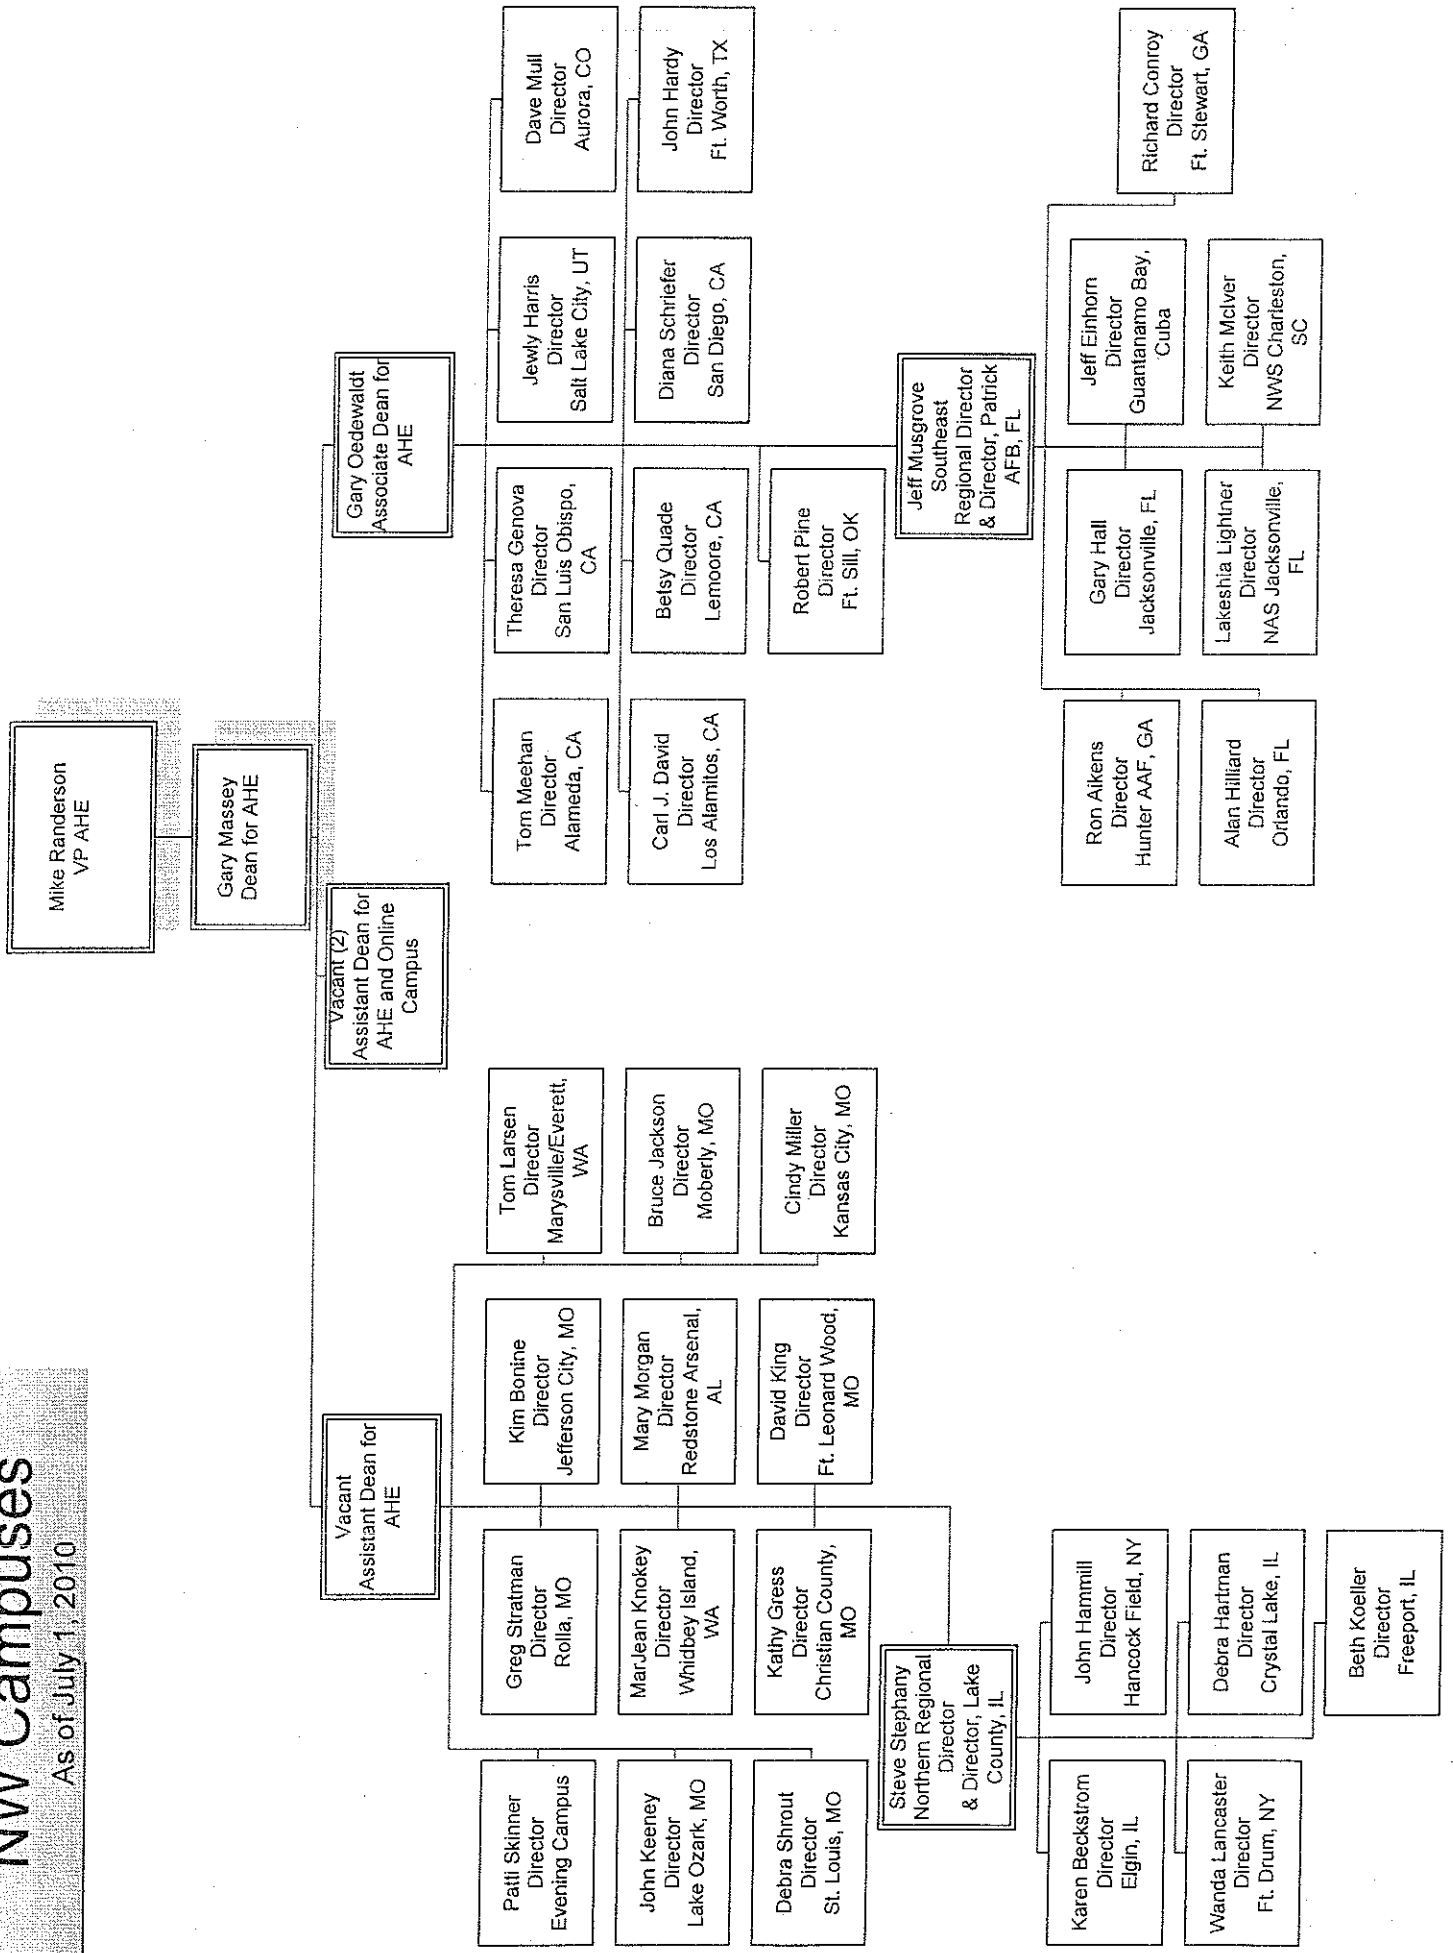 NW Campuses
As of July 1, 2010
Mike Randerson
VP AHE
Gary Massey
Dean for AHE
Vacant
Assistant Dean for
AHE
Vacant (2)
Assistant Dean for
AHE and Online
Campus
Gary Oedewaldt
Associate Dean for
AHE
Patti Skinner
Director
Evening Campus
Greg Stratman
Director
Rolla, MO
Kim Bonine
Director
Jefferson City, MO
Tom Larsen
Director
Marysville/Everett,
WA
John Keeney
Director
Lake Ozark, MO
MarJean Knokey
Director
Whidbey Island,
WA
Mary Morgan
Director
Redstone Arsenal,
AL
Bruce Jackson
Director
Moberly, MO
Debra Shrout
Director
St. Louis, MO
Kathy Gress
Director
Christian County,
MO
David King
Director
Ft. Leonard Wood,
MO
Cindy Miller
Director
Kansas City, MO
Steve Stephany
Northern Regional
Director
& Director, Lake
County, IL
Karen Beckstrom
Director
Elgin, IL
John Hammill
Director
Hancock Field, NY
Wanda Lancaster
Director
Ft. Drum, NY
Debra Hartman
Director
Crystal Lake, IL
Beth Koeller
Director
Freeport, IL
Tom Meehan
Director
Alameda, CA
Theresa Genova
Director
San Luis Obispo,
CA
Jewly Harris
Director
Salt Lake City, UT
Dave Mull
Director
Aurora, CO
Carl J. David
Director
Los Alamitos, CA
Betsy Quade
Director
Lemoore, CA
Diana Schriefer
Director
San Diego, CA
John Hardy
Director
Ft. Worth, TX
Robert Pine
Director
Ft. Sill, OK
Jeff Musgrove
Southeast
Regional Director
& Director, Patrick
AFB, FL
Ron Aikens
Director
Hunter AAF, GA
Gary Hall
Director
Jacksonville, FL
Jeff Einhorn
Director
Guantanamo Bay,
Cuba
Richard Conroy
Director
Ft. Stewart, GA
Alan Hilliard
Director
Orlando, FL
Lakeshia Lightner
Director
NAS Jacksonville,
FL
Keith McIver
Director
NWS Charleston,
SC